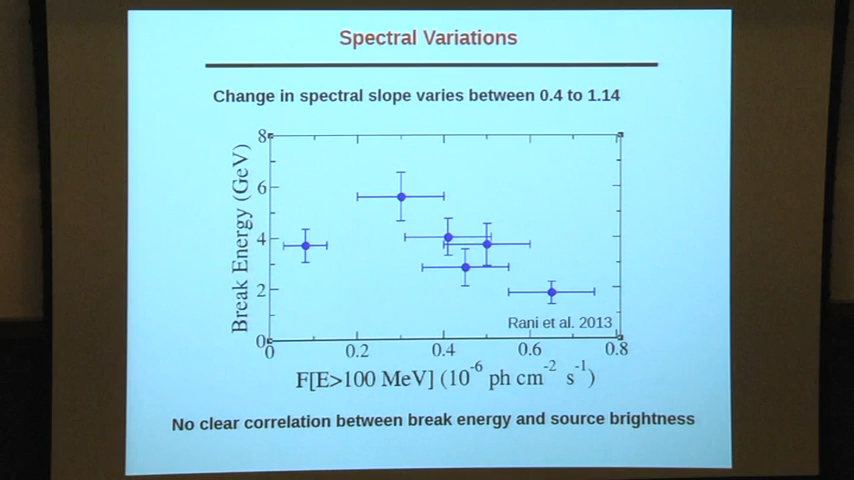 Spectral Variations
Change in spectral slope varies between 0.4 to 1.14
8
6
4
2
0
Break Energy (GeV)
Rani et al. 2013
0 0.2 0.4 0.6 0.8
F[E>100 MeV] (10⁻⁶ ph cm⁻² s⁻¹)
No clear correlation between break energy and source brightness